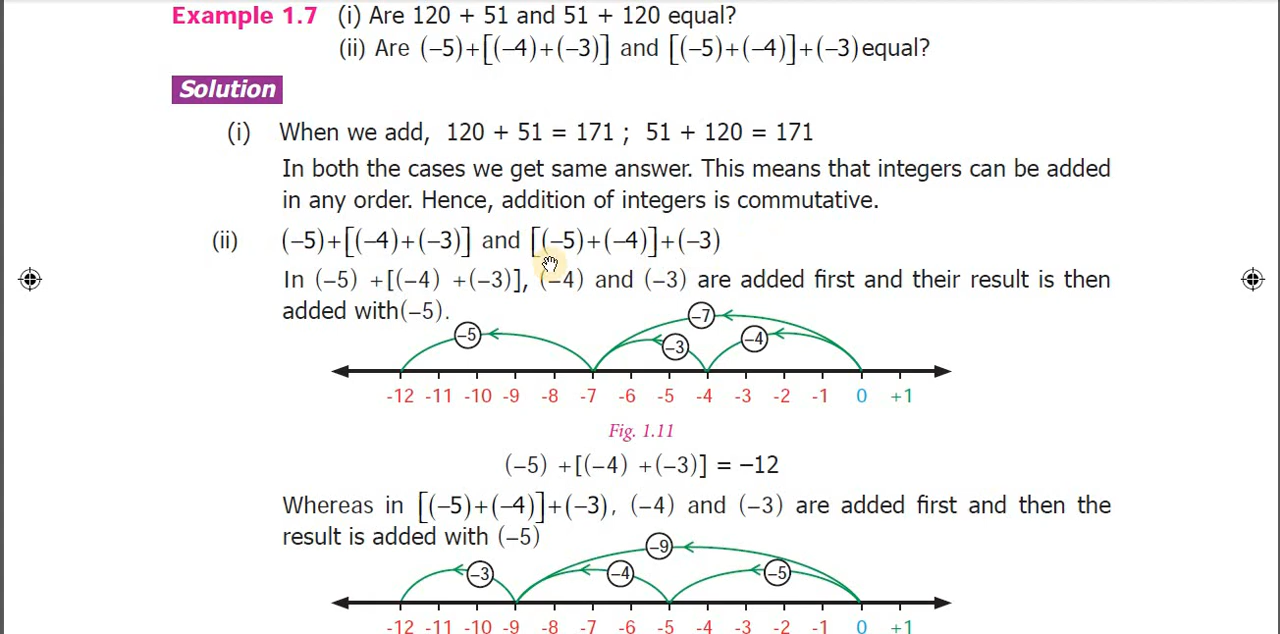 Example 1.7 (i) Are 120 + 51 and 51 + 120 equal?
(ii) Are (–5)+[(–4)+(–3)] and [(–5)+(–4)]+(–3)equal?
Solution
(i) When we add, 120 + 51 = 171 ; 51 + 120 = 171
In both the cases we get same answer. This means that integers can be added
in any order. Hence, addition of integers is commutative.
(ii) (–5)+[(–4)+(–3)] and [(–5)+(–4)]+(–3)
In (–5) +[(–4) +(–3)], (–4) and (–3) are added first and their result is then
added with(–5).
–5 –7 –3 –4
-12 -11 -10 -9 -8 -7 -6 -5 -4 -3 -2 -1 0 +1
Fig. 1.11
(–5) +[(–4) +(–3)] = –12
Whereas in [(–5)+(–4)]+(–3), (–4) and (–3) are added first and then the
result is added with (–5)
–3 –9 –4 –5
-12 -11 -10 -9 -8 -7 -6 -5 -4 -3 -2 -1 0 +1